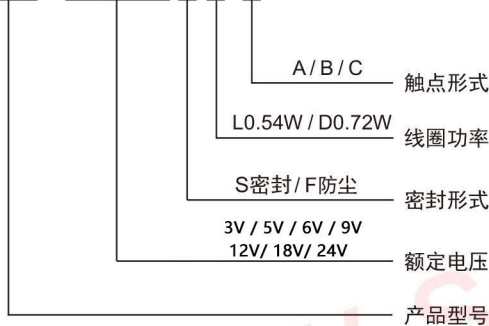 A / B / C
触点形式
L0.54W / D0.72W
线圈功率
S密封 / F防尘
密封形式
3V / 5V / 6V / 9V
12V/ 18V/ 24V
额定电压
产品型号